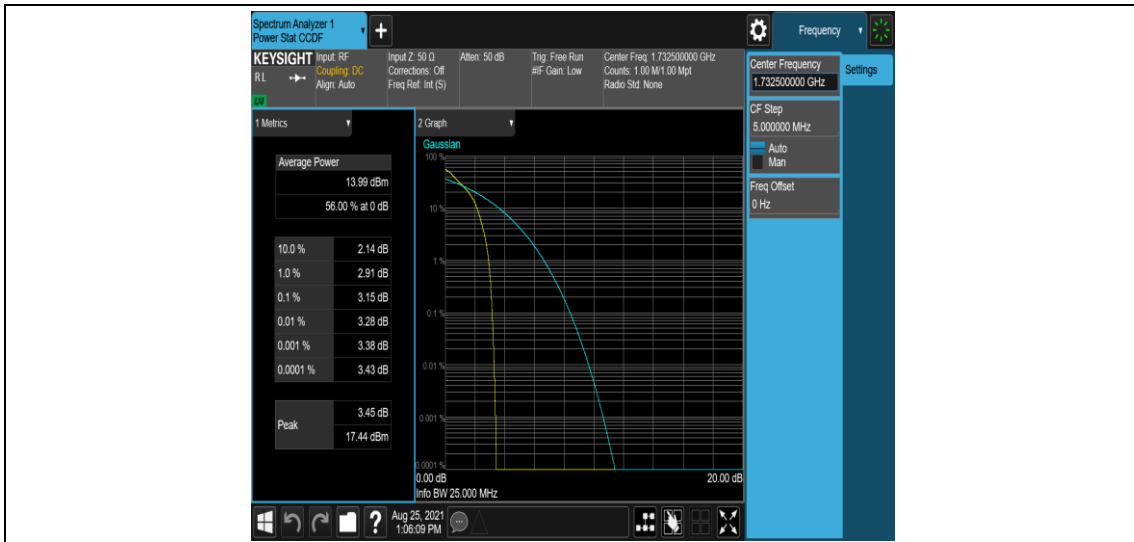 Spectrum Analyzer 1
Power Stat CCDF
+
Frequency
KEYSIGHT
RL
LXI
Input: RF
Coupling: DC
Align: Auto
Input Z: 50 Ω
Corrections: Off
Freq Ref: Int (S)
Atten: 50 dB
Trig: Free Run
#IF Gain: Low
Center Freq: 1.732500000 GHz
Counts: 1.00 M/1.00 Mpt
Radio Std: None
Center Frequency
1.732500000 GHz
Settings
CF Step
5.000000 MHz
Auto
Man
Freq Offset
0 Hz
1 Metrics
Average Power
13.99 dBm
56.00 % at 0 dB
10.0 % 2.14 dB
1.0 % 2.91 dB
0.1 % 3.15 dB
0.01 % 3.28 dB
0.001 % 3.38 dB
0.0001 % 3.43 dB
Peak 3.45 dB
17.44 dBm
2 Graph
Gaussian
100 %
10 %
1 %
0.1 %
0.01 %
0.001 %
0.0001 %
0.00 dB 20.00 dB
Info BW 25.000 MHz
?
Aug 25, 2021
1:06:09 PM